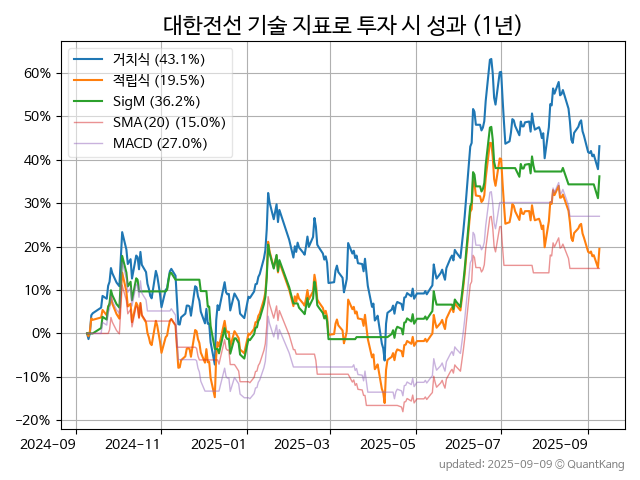 대한전선 기술 지표로 투자 시 성과 (1년)
거치식 (43.1%)
적립식 (19.5%)
SigM (36.2%)
SMA(20) (15.0%)
MACD (27.0%)
60%
50%
40%
30%
20%
10%
0%
−10%
−20%
2024-09 2024-11 2025-01 2025-03 2025-05 2025-07 2025-09
updated: 2025-09-09 © QuantKang